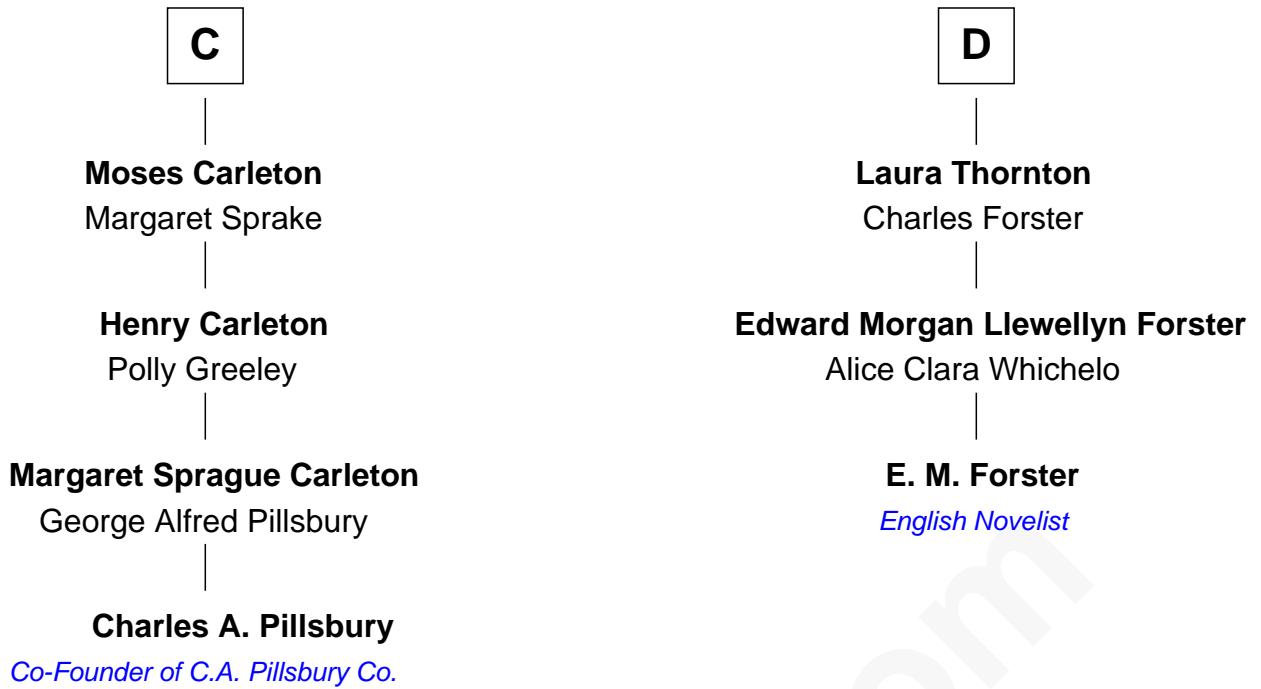 C
Moses Carleton
Margaret Sprake
Henry Carleton
Polly Greeley
Margaret Sprague Carleton
George Alfred Pillsbury
Charles A. Pillsbury
Co-Founder of C.A. Pillsbury Co.
D
Laura Thornton
Charles Forster
Edward Morgan Llewellyn Forster
Alice Clara Whichelo
E. M. Forster
English Novelist
om